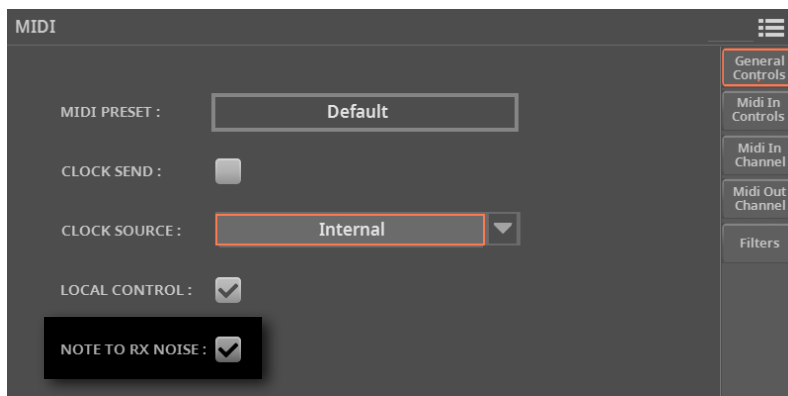 MIDI
General
Controls
MIDI PRESET :
Default
Midi In
Controls
CLOCK SEND :
Midi In
Channel
Midi Out
Channel
CLOCK SOURCE :
Internal
Filters
LOCAL CONTROL :
NOTE TO RX NOISE :